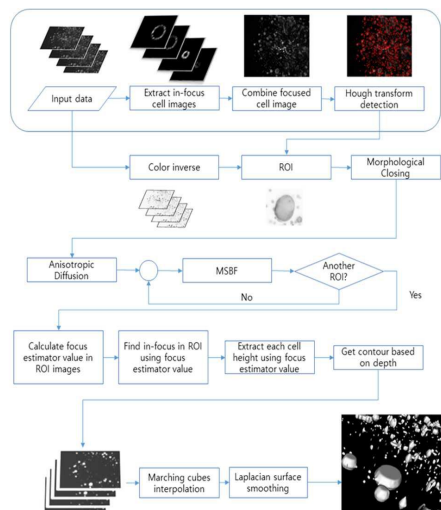 Input data
Extract in-focus
cell images
Combine focused
cell image
Hough transform
detection
Color inverse
ROI
Morphological
Closing
Anisotropic
Diffusion
MSBF
Another
ROI?
No
Yes
Calculate focus
estimator value in
ROI images
Find in-focus in ROI
using focus
estimator value
Extract each cell
height using focus
estimator value
Get contour based
on depth
Marching cubes
interpolation
Laplacian surface
smoothing